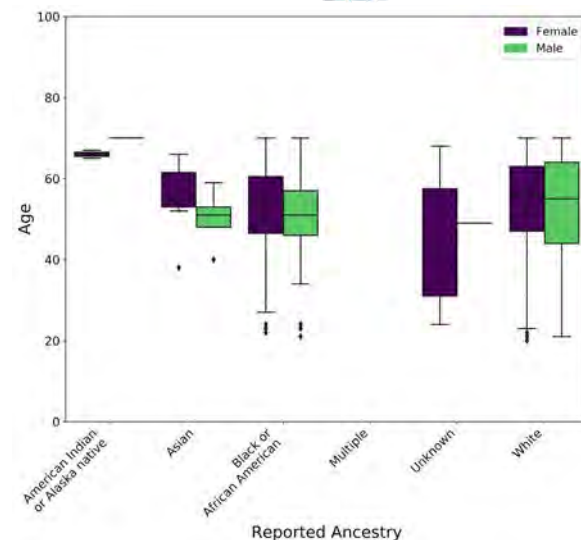 100
80
60
40
20
0
Age
Female
Male
American Indian
or Alaska native
Asian
Black or
African American
Multiple
Unknown
White
Reported Ancestry